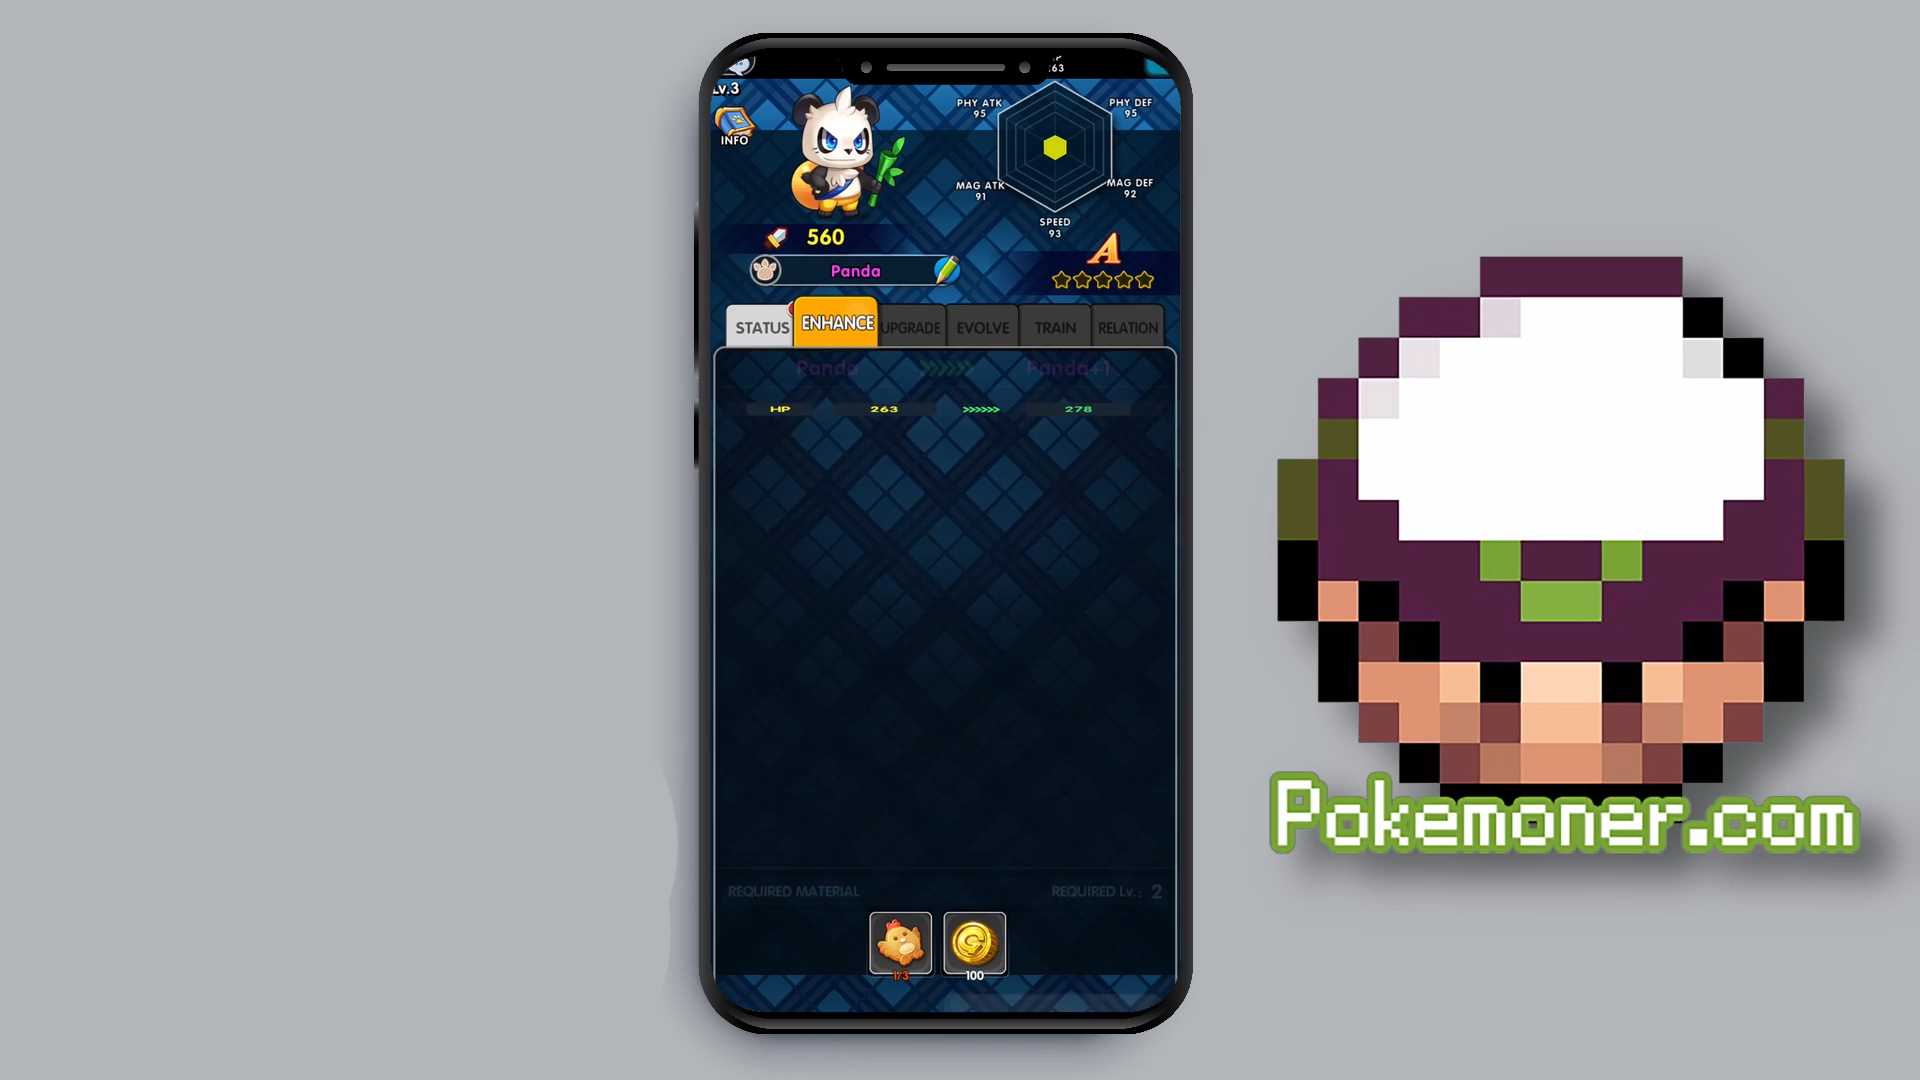 63
Lv.3
PHY ATK
95
PHY DEF
95
INFO
MAG ATK
91
MAG DEF
92
SPEED
93
560
A
Panda
STATUS
ENHANCE
UPGRADE
EVOLVE
TRAIN
RELATION
Panda >>>>>> Panda+1
HP 263 >>>>>> 278
REQUIRED MATERIAL
REQUIRED Lv.: 2
1/3
100
Pokemoner.com